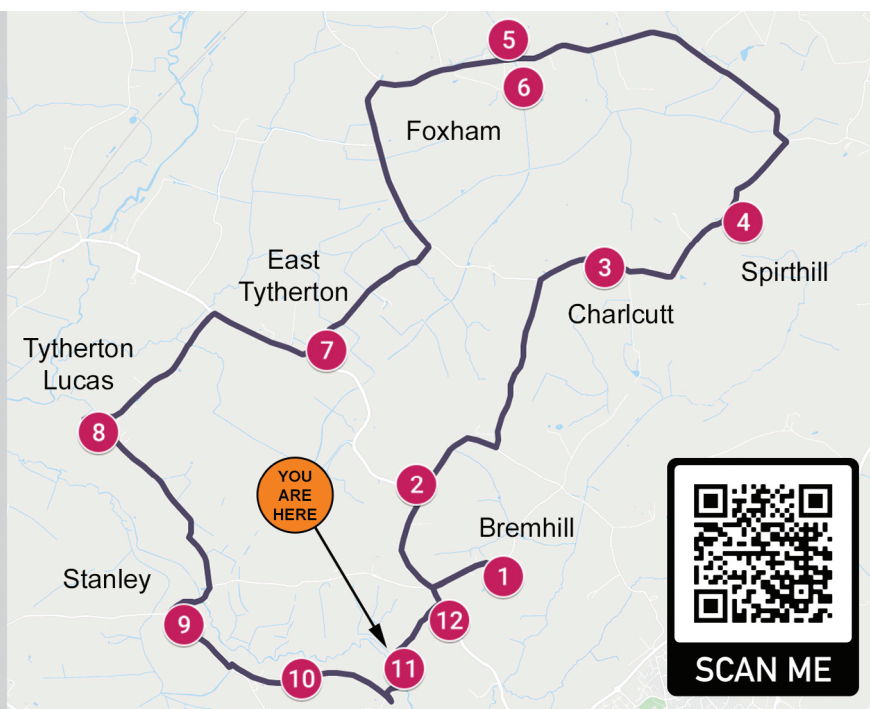 5
6
Foxham
4
Spirthill
3
Charlcutt
East
Tytherton
7
Tytherton
Lucas
8
YOU
ARE
HERE
2
Bremhill
1
Stanley
9
12
10
11
SCAN ME